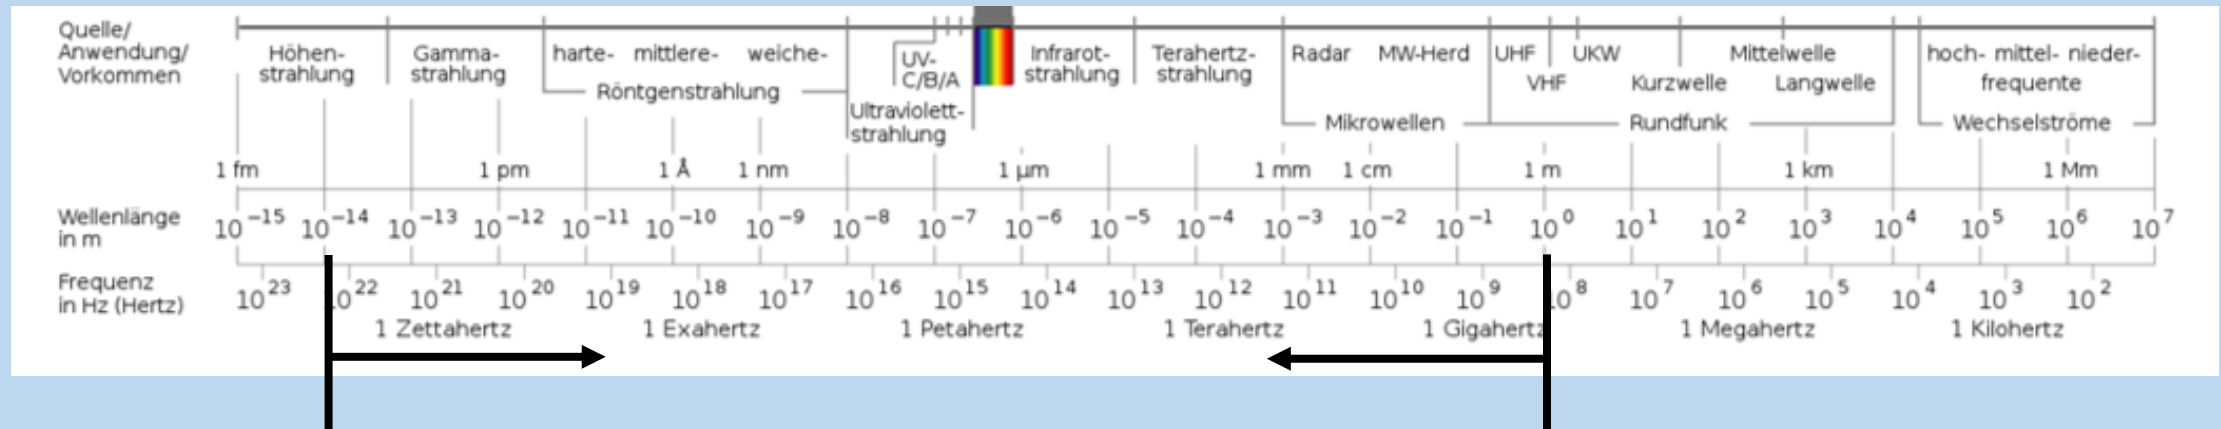 Quelle/
Anwendung/
Vorkommen
Höhen-
strahlung
Gamma-
strahlung
harte- mittlere- weiche-
Röntgenstrahlung
UV-
C/B/A
Ultraviolett-
strahlung
Infrarot-
strahlung
Terahertz-
strahlung
Radar MW-Herd
Mikrowellen
UHF UKW Mittelwelle
VHF Kurzwelle Langwelle
Rundfunk
hoch- mittel- nieder-
frequente
Wechselströme
1 fm 1 pm 1 Å 1 nm 1 µm 1 mm 1 cm 1 m 1 km 1 Mm
Wellenlänge
in m
10⁻¹⁵ 10⁻¹⁴ 10⁻¹³ 10⁻¹² 10⁻¹¹ 10⁻¹⁰ 10⁻⁹ 10⁻⁸ 10⁻⁷ 10⁻⁶ 10⁻⁵ 10⁻⁴ 10⁻³ 10⁻² 10⁻¹ 10⁰ 10¹ 10² 10³ 10⁴ 10⁵ 10⁶ 10⁷
Frequenz
in Hz (Hertz)
10²³ 10²² 10²¹ 10²⁰ 10¹⁹ 10¹⁸ 10¹⁷ 10¹⁶ 10¹⁵ 10¹⁴ 10¹³ 10¹² 10¹¹ 10¹⁰ 10⁹ 10⁸ 10⁷ 10⁶ 10⁵ 10⁴ 10³ 10²
1 Zettahertz 1 Exahertz 1 Petahertz 1 Terahertz 1 Gigahertz 1 Megahertz 1 Kilohertz